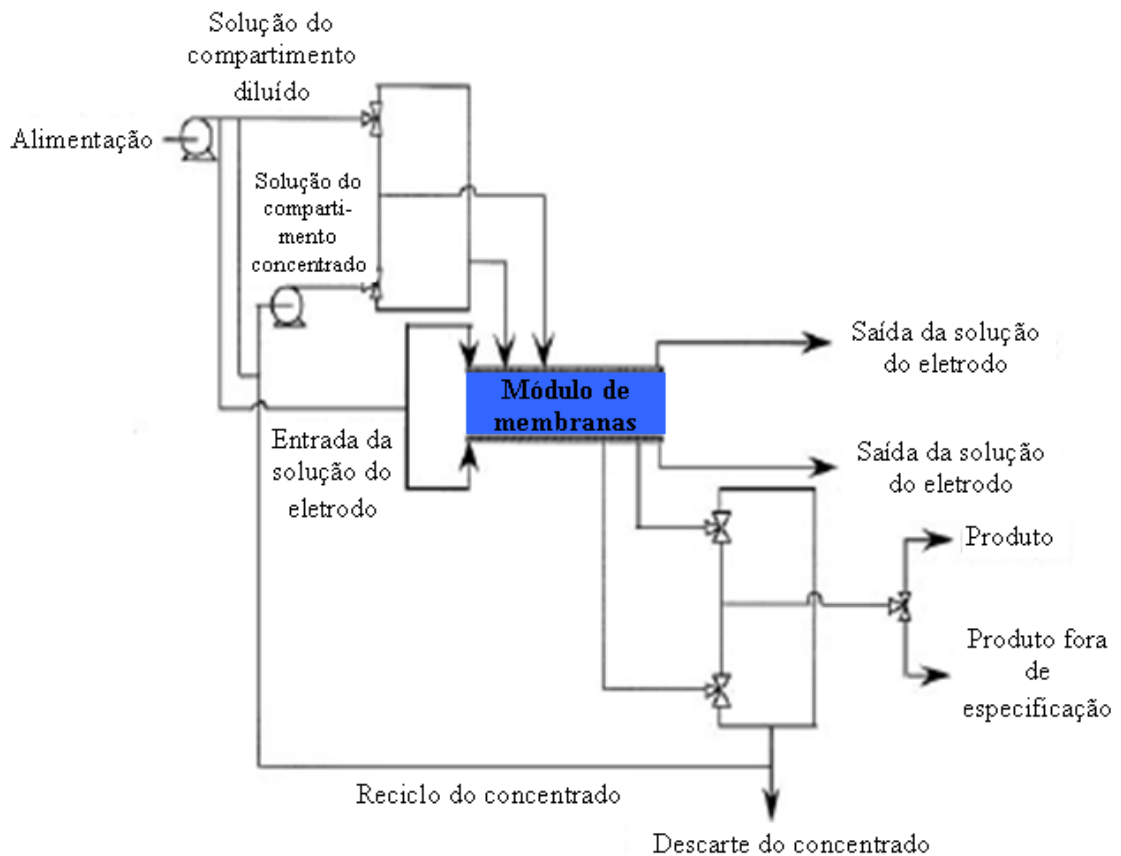 Solução do
compartimento
diluído
Alimentação
Solução do
comparti-
mento
concentrado
Módulo de
membranas
Entrada da
solução do
eletrodo
Saída da solução
do eletrodo
Saída da solução
do eletrodo
Produto
Produto fora
de
especificação
Reciclo do concentrado
Descarte do concentrado